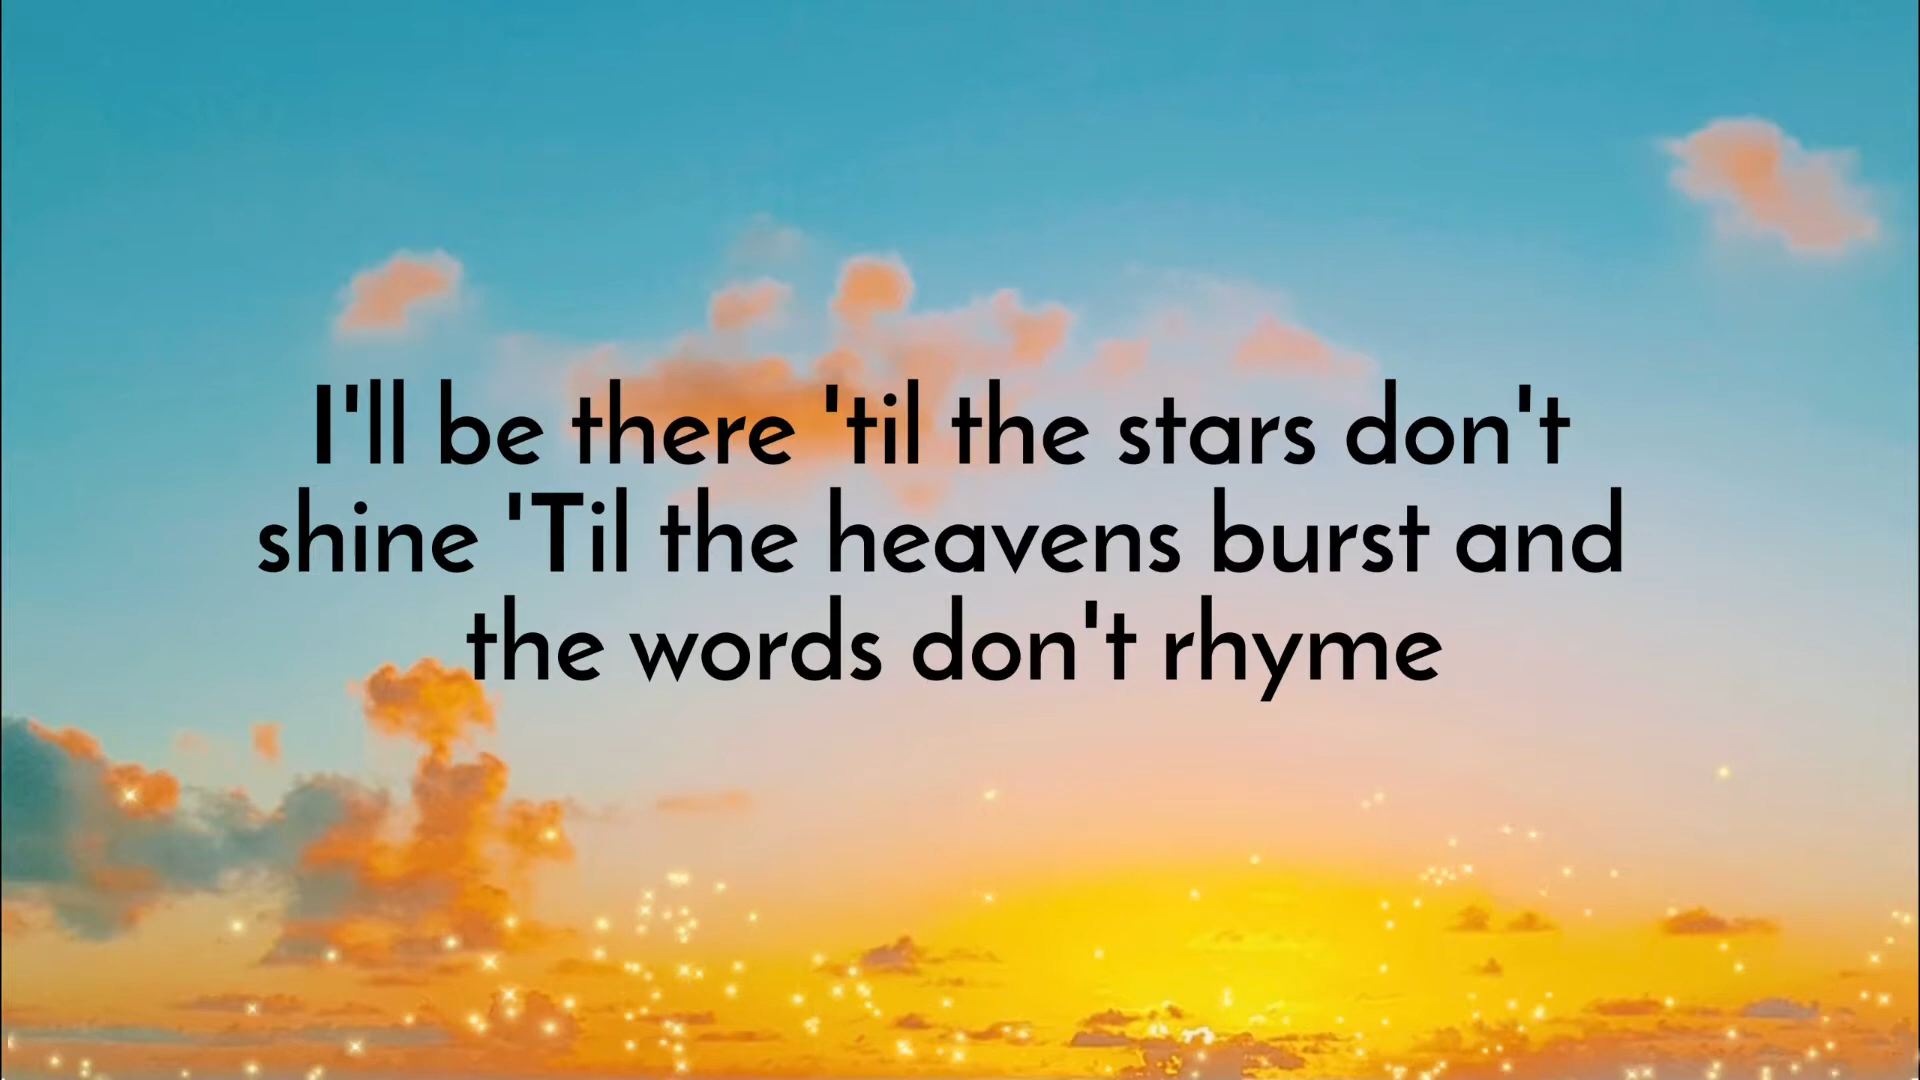 I'll be there 'til the stars don't
shine 'Til the heavens burst and
the words don't rhyme